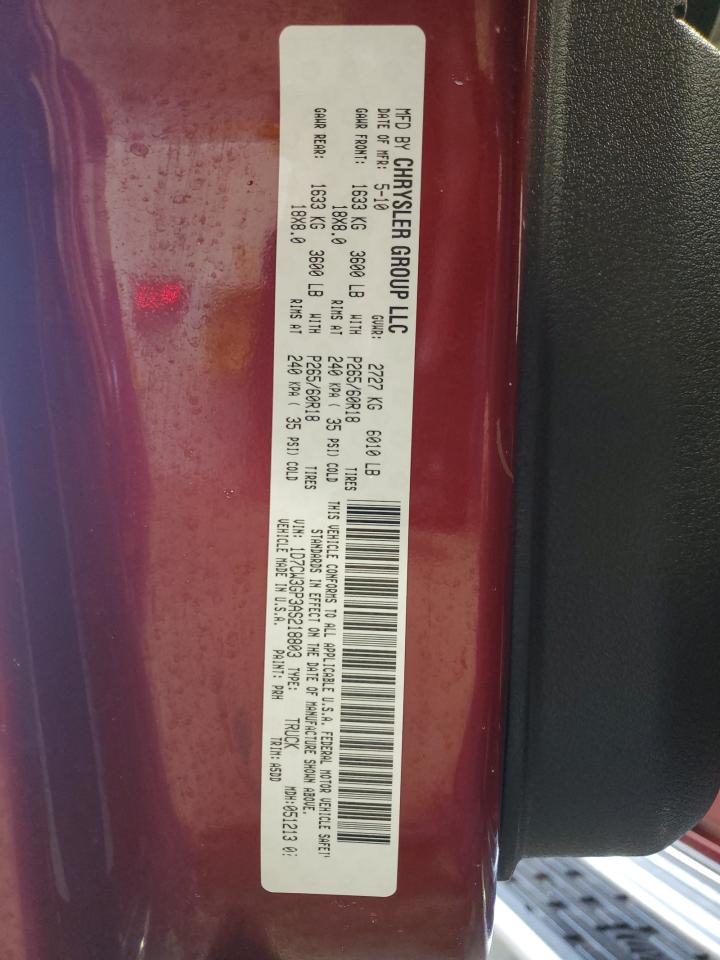 MFD BY CHRYSLER GROUP LLC
DATE OF MFR: 5-10 GVWR: 2727 KG 6010 LB
GAWR FRONT: 1633 KG 3600 LB WITH P265/60R18 TIRES
18X8.0 RIMS AT 240 KPA ( 35 PSI) COLD
GAWR REAR: 1633 KG 3600 LB WITH P265/60R18 TIRES
18X8.0 RIMS AT 240 KPA ( 35 PSI) COLD
THIS VEHICLE CONFORMS TO ALL APPLICABLE U.S.A. FEDERAL MOTOR VEHICLE SAFET
STANDARDS IN EFFECT ON THE DATE OF MANUFACTURE SHOWN ABOVE.
VIN: 1D7CW3GP3AS218803 TYPE: TRUCK MDH:051213 0
VEHICLE MADE IN U.S.A. PAINT: PRH TRIM: A5DD